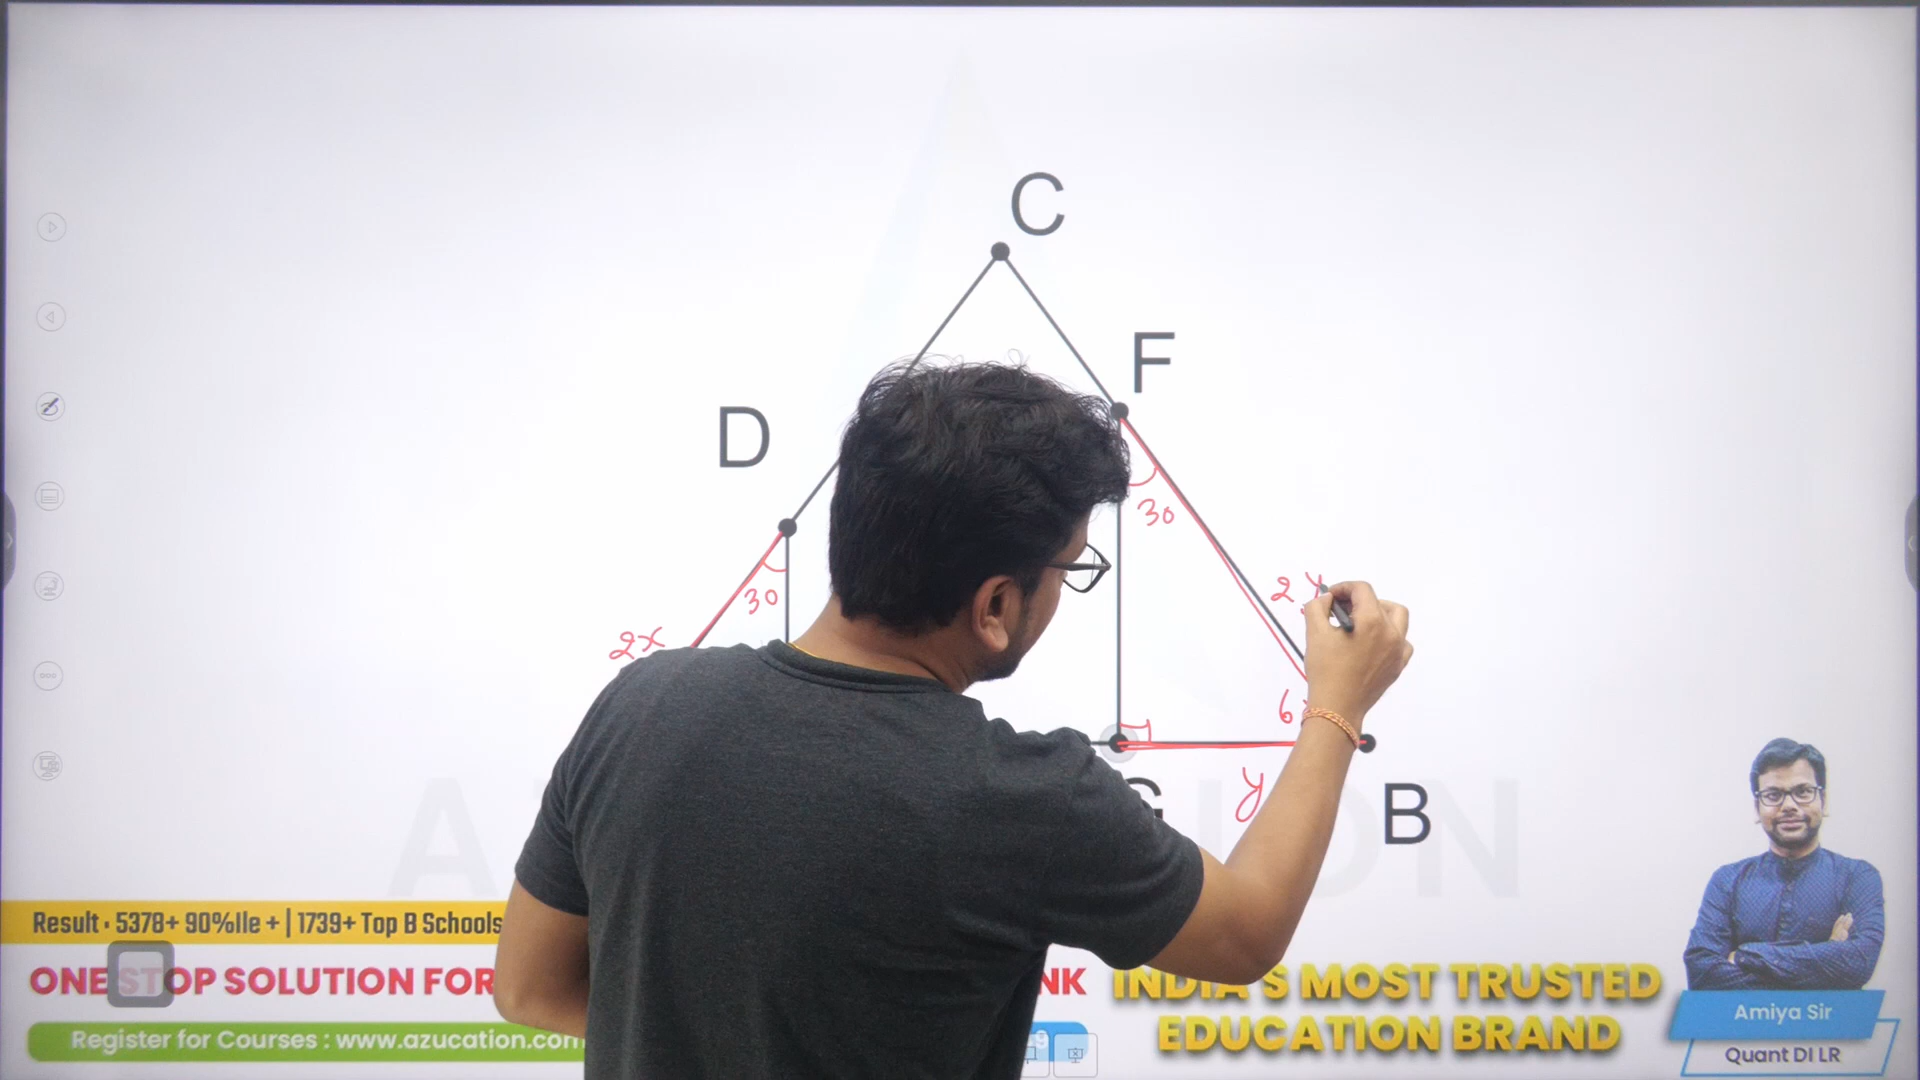 C
F
D
30
30
2y
2x
6
y
G
B
Result : 5378+ 90%Ile + | 1739+ Top B Schools
ONE STOP SOLUTION FOR
NK
INDIA'S MOST TRUSTED
EDUCATION BRAND
Register for Courses : www.azucation.com
9
Amiya Sir
Quant DI LR